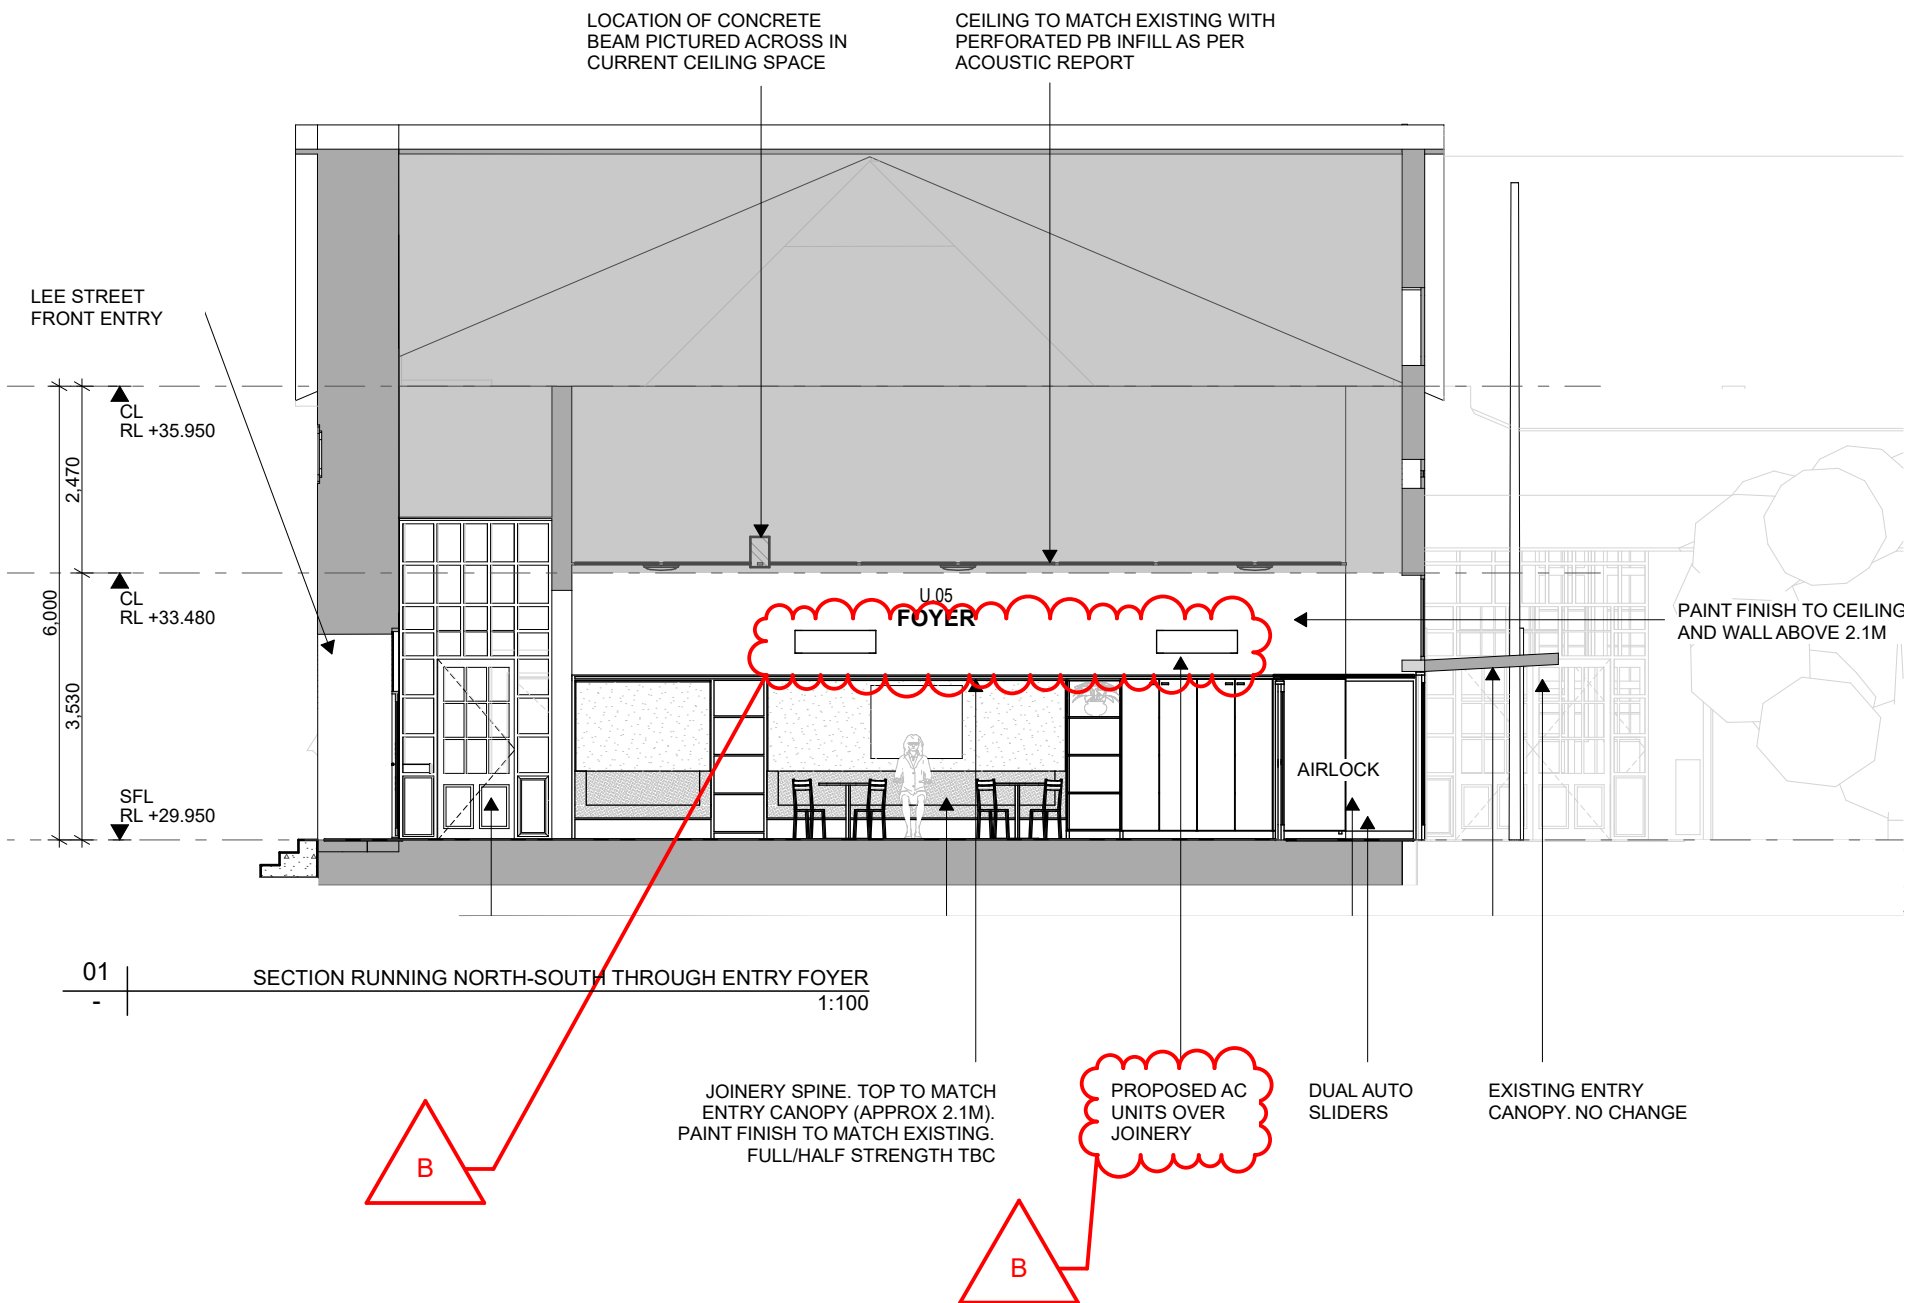 LOCATION OF CONCRETE
BEAM PICTURED ACROSS IN
CURRENT CEILING SPACE
CEILING TO MATCH EXISTING WITH
PERFORATED PB INFILL AS PER
ACOUSTIC REPORT
LEE STREET
FRONT ENTRY
CL
RL +35.950
2,470
CL
RL +33.480
6,000
3,530
SFL
RL +29.950
U.05
FOYER
PAINT FINISH TO CEILING
AND WALL ABOVE 2.1M
AIRLOCK
01
-
SECTION RUNNING NORTH-SOUTH THROUGH ENTRY FOYER
1:100
JOINERY SPINE. TOP TO MATCH
ENTRY CANOPY (APPROX 2.1M).
PAINT FINISH TO MATCH EXISTING.
FULL/HALF STRENGTH TBC
PROPOSED AC
UNITS OVER
JOINERY
DUAL AUTO
SLIDERS
EXISTING ENTRY
CANOPY. NO CHANGE
B
B